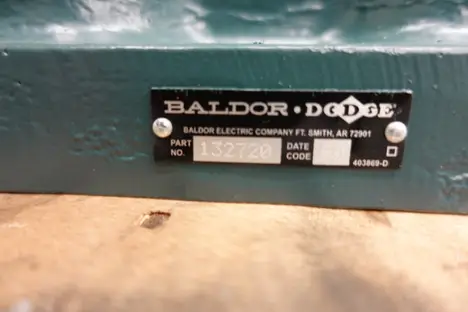 BALDOR • DODGE
BALDOR ELECTRIC COMPANY FT. SMITH, AR 72901
PART NO. 132720 DATE CODE
403869-D